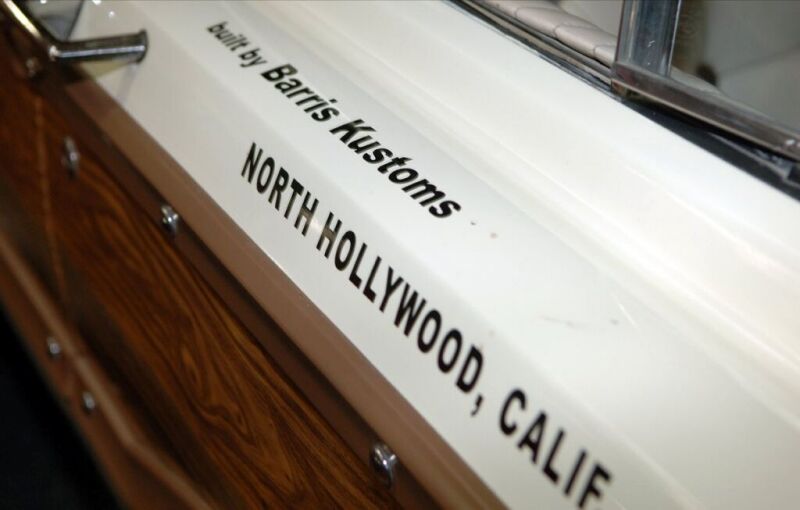 built by Barris Kustoms
NORTH HOLLYWOOD, CALIF